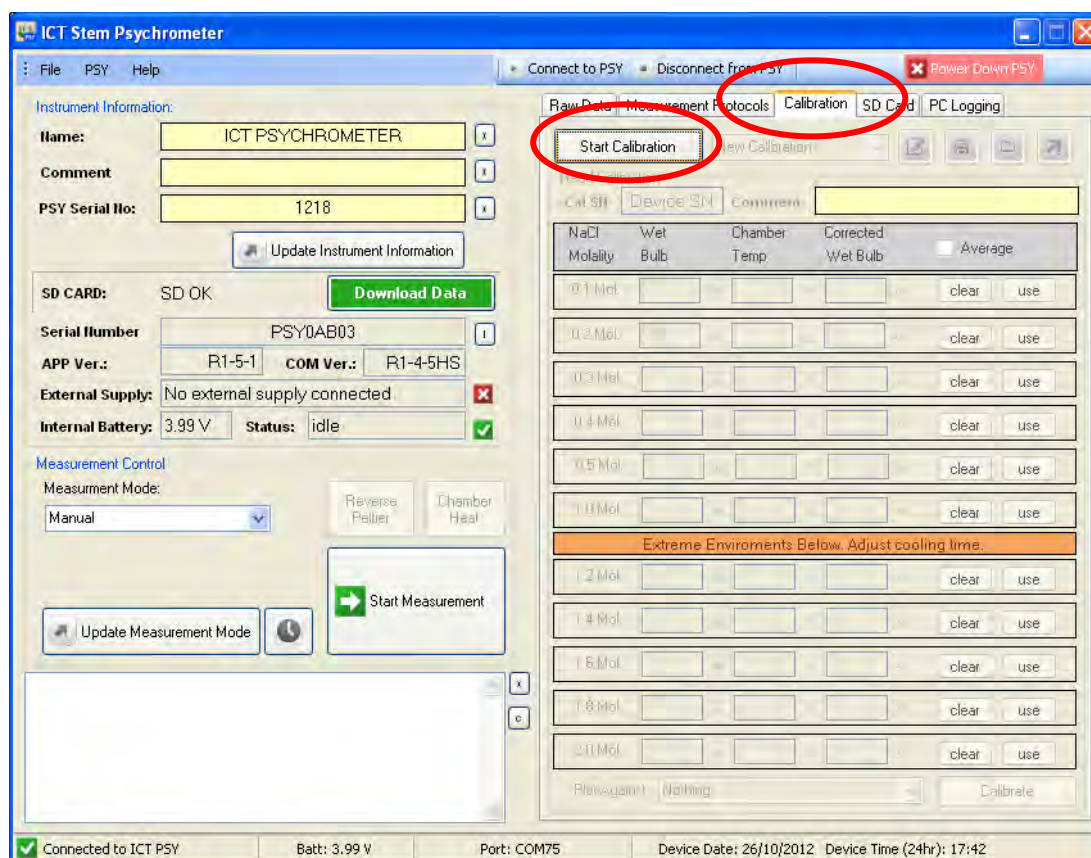 ICT Stem Psychrometer
File PSY Help Connect to PSY Disconnect from PSY Power Down PSY
Instrument Information:
Name: ICT PSYCHROMETER x
Comment x
PSY Serial No: 1218 x
Update Instrument Information
SD CARD: SD OK Download Data
Serial Number PSY0AB03 I
APP Ver.: R1-5-1 COM Ver.: R1-4-5HS
External Supply: No external supply connected
Internal Battery: 3.99 V Status: idle
Measurement Control
Measurment Mode:
Manual
Reverse Peltier
Chamber Heat
Start Measurement
Update Measurement Mode
x
c
Raw Data Measurement Protocols Calibration SD Card PC Logging
Start Calibration New Calibration
Cal SN Device SN Comment
NaCl Molality
Wet Bulb
Chamber Temp
Corrected Wet Bulb
Average
0.1 Mol. clear use
0.2 Mol. clear use
0.3 Mol. clear use
0.4 Mol. clear use
0.5 Mol. clear use
1.0 Mol. clear use
Extreme Enviroments Below. Adjust cooling time.
1.2 Mol. clear use
1.4 Mol. clear use
1.6 Mol. clear use
1.8 Mol. clear use
2.0 Mol. clear use
Nothing Calibrate
Connected to ICT PSY Batt: 3.99 V Port: COM75 Device Date: 26/10/2012 Device Time (24hr): 17:42